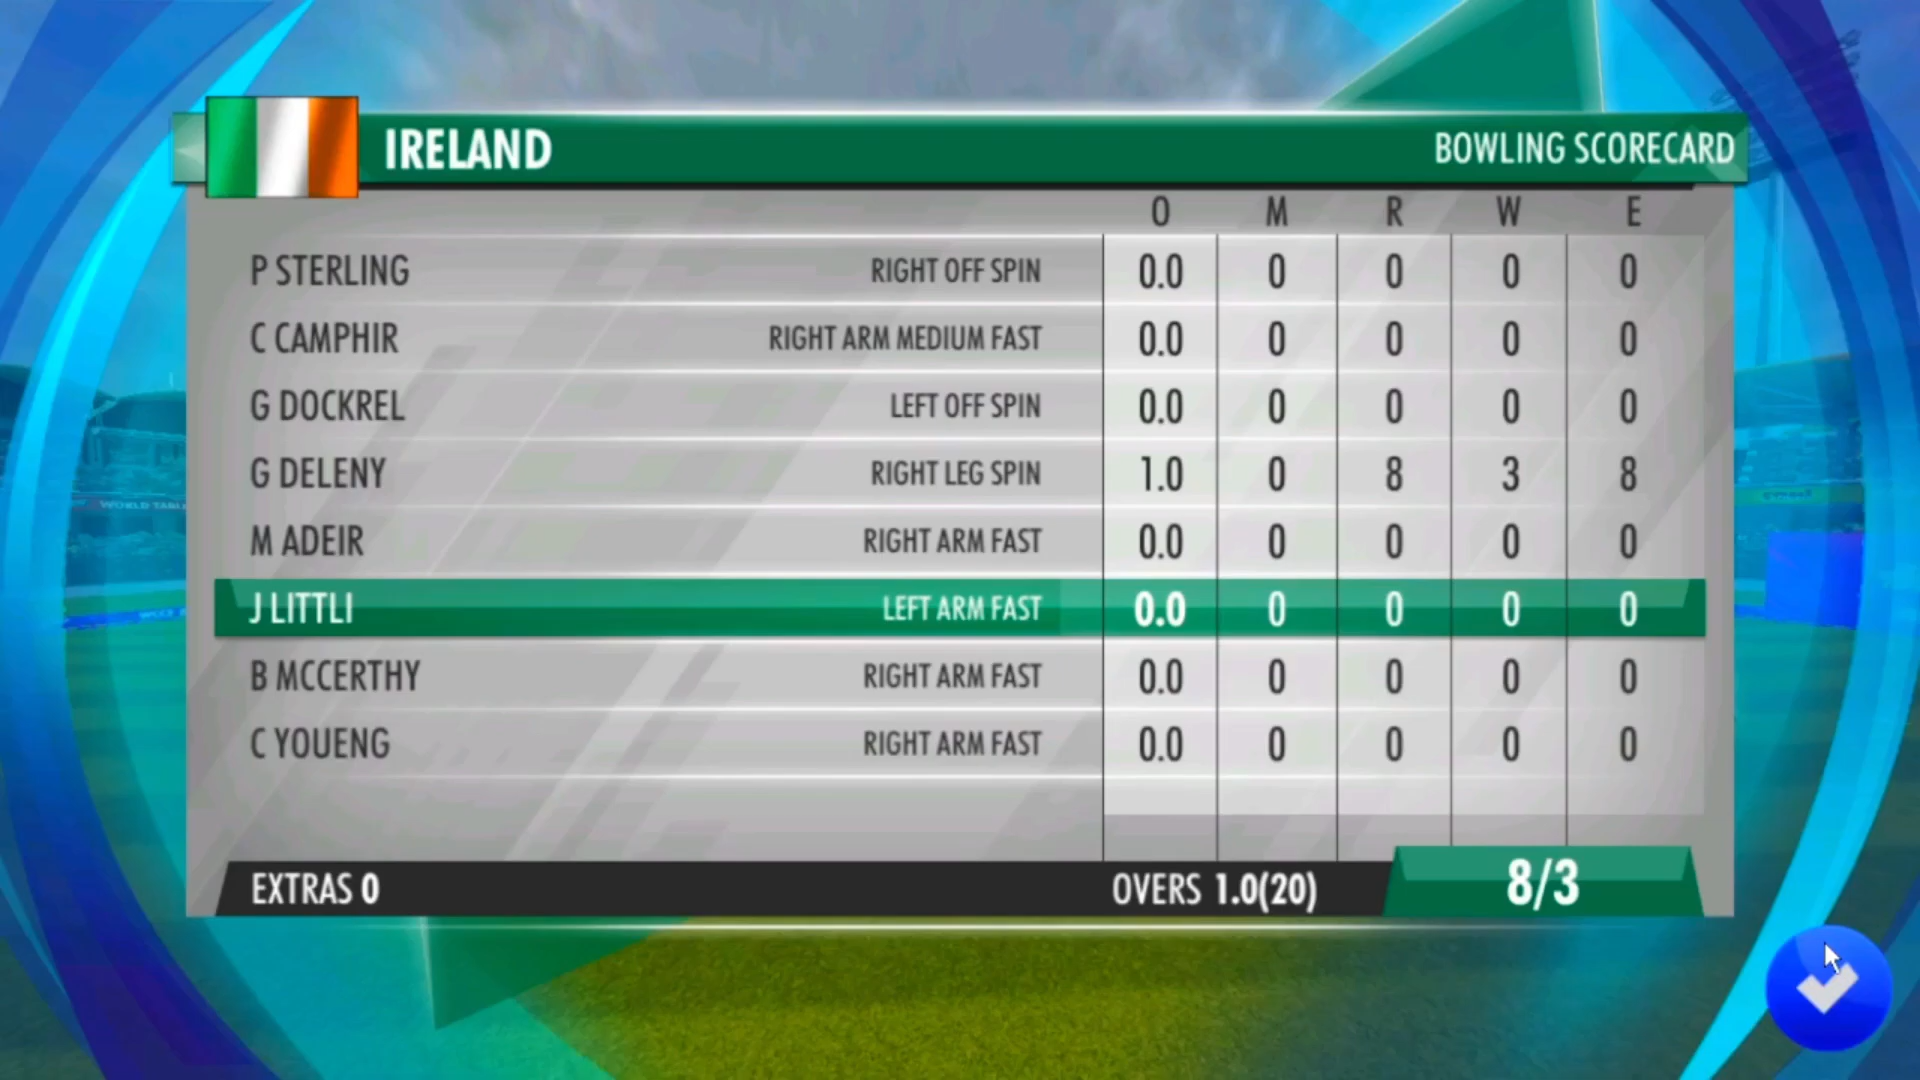 IRELAND
BOWLING SCORECARD
O M R W E
P STERLING RIGHT OFF SPIN 0.0 0 0 0 0
C CAMPHIR RIGHT ARM MEDIUM FAST 0.0 0 0 0 0
G DOCKREL LEFT OFF SPIN 0.0 0 0 0 0
G DELENY RIGHT LEG SPIN 1.0 0 8 3 8
M ADEIR RIGHT ARM FAST 0.0 0 0 0 0
J LITTLI LEFT ARM FAST 0.0 0 0 0 0
B MCCERTHY RIGHT ARM FAST 0.0 0 0 0 0
C YOUENG RIGHT ARM FAST 0.0 0 0 0 0
EXTRAS 0 OVERS 1.0(20) 8/3